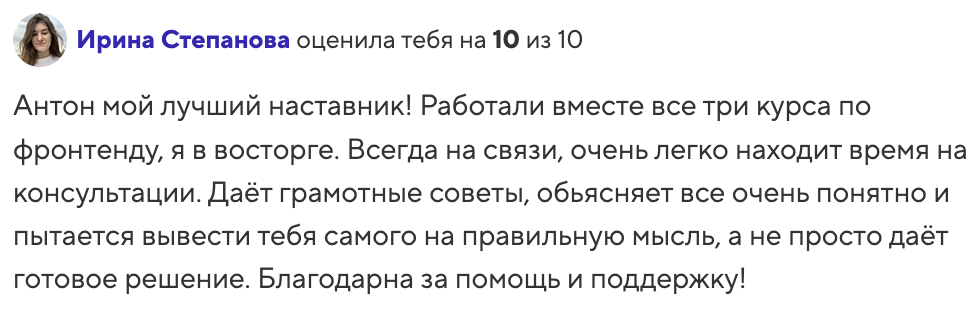 Ирина Степанова оценила тебя на 10 из 10
Антон мой лучший наставник! Работали вместе все три курса по
фронтенду, я в восторге. Всегда на связи, очень легко находит время на
консультации. Даёт грамотные советы, обьясняет все очень понятно и
пытается вывести тебя самого на правильную мысль, а не просто даёт
готовое решение. Благодарна за помощь и поддержку!